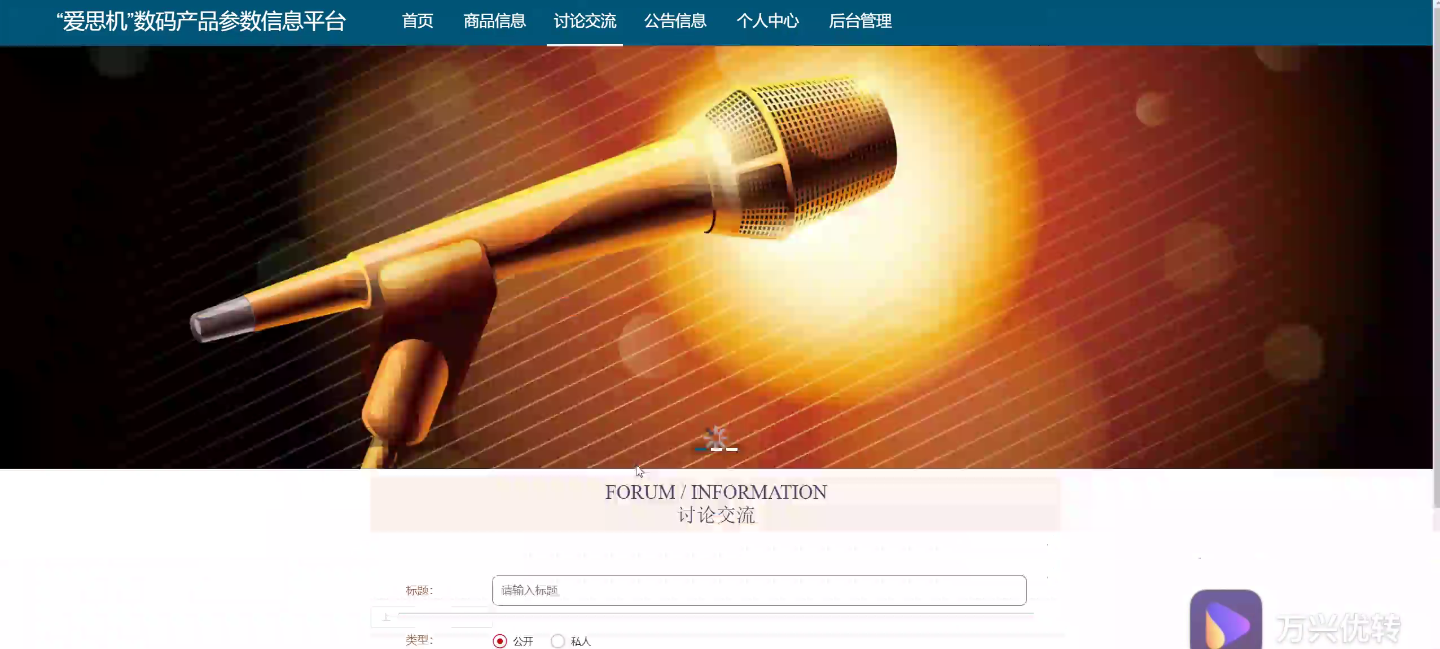 “爱思机”数码产品参数信息平台
首页 商品信息 讨论交流 公告信息 个人中心 后台管理
FORUM / INFORMATION
讨论交流
标题：
请输入标题
上
类型：
公开 私人
万兴优转